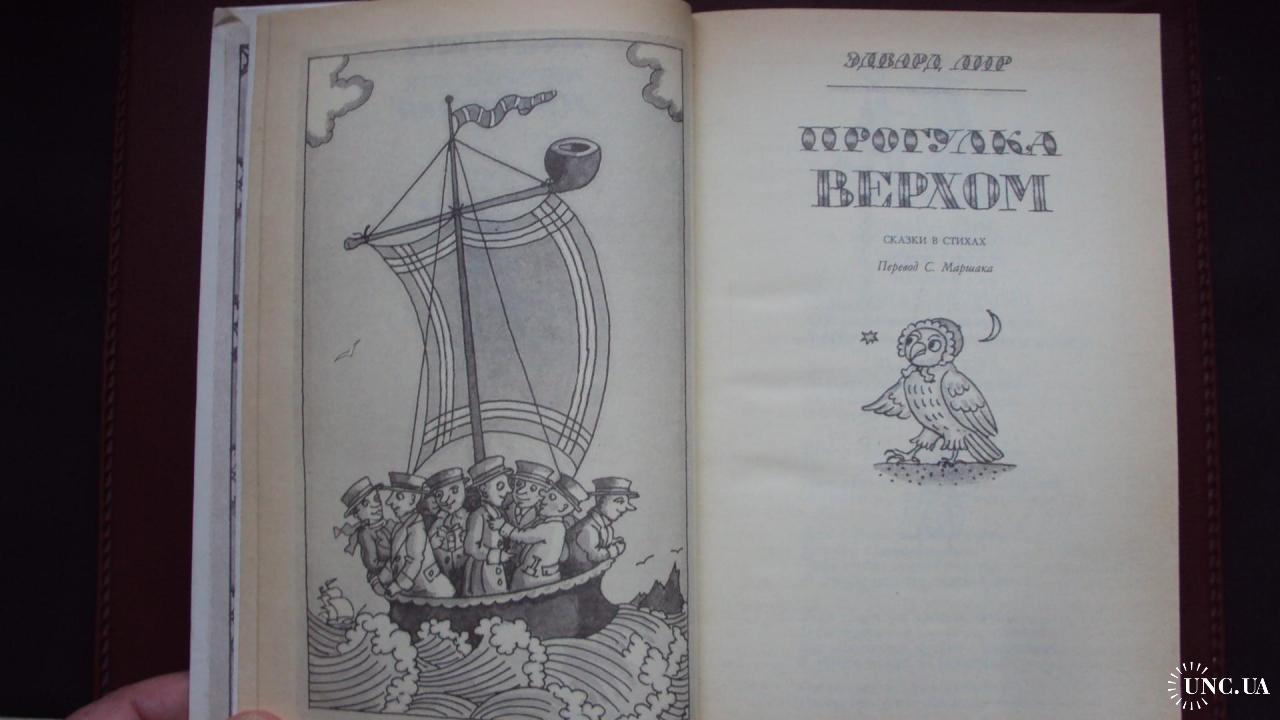 ЭДВАРД ЛИР
ПРОГУЛКА
ВЕРХОМ
СКАЗКИ В СТИХАХ
Перевод С. Маршака
UNC.UA